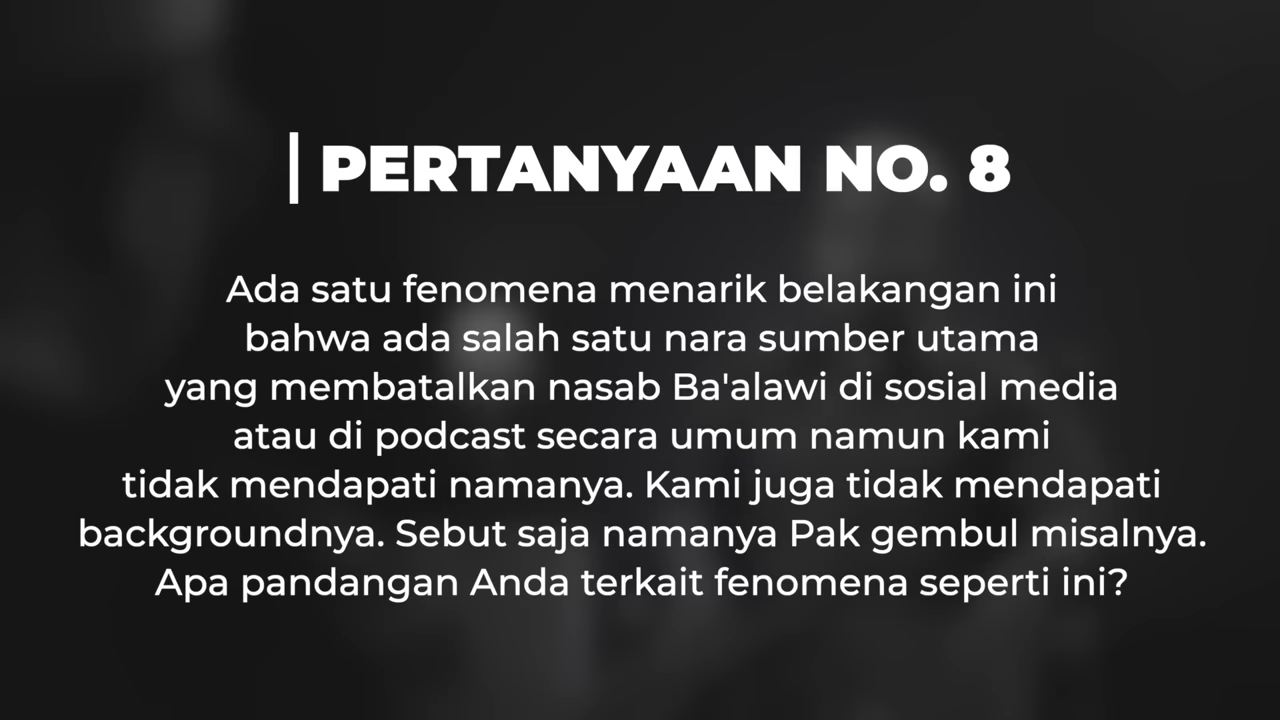 PERTANYAAN NO. 8
Ada satu fenomena menarik belakangan ini
bahwa ada salah satu nara sumber utama
yang membatalkan nasab Ba'alawi di sosial media
atau di podcast secara umum namun kami
tidak mendapati namanya. Kami juga tidak mendapati
backgroundnya. Sebut saja namanya Pak gembul misalnya.
Apa pandangan Anda terkait fenomena seperti ini?